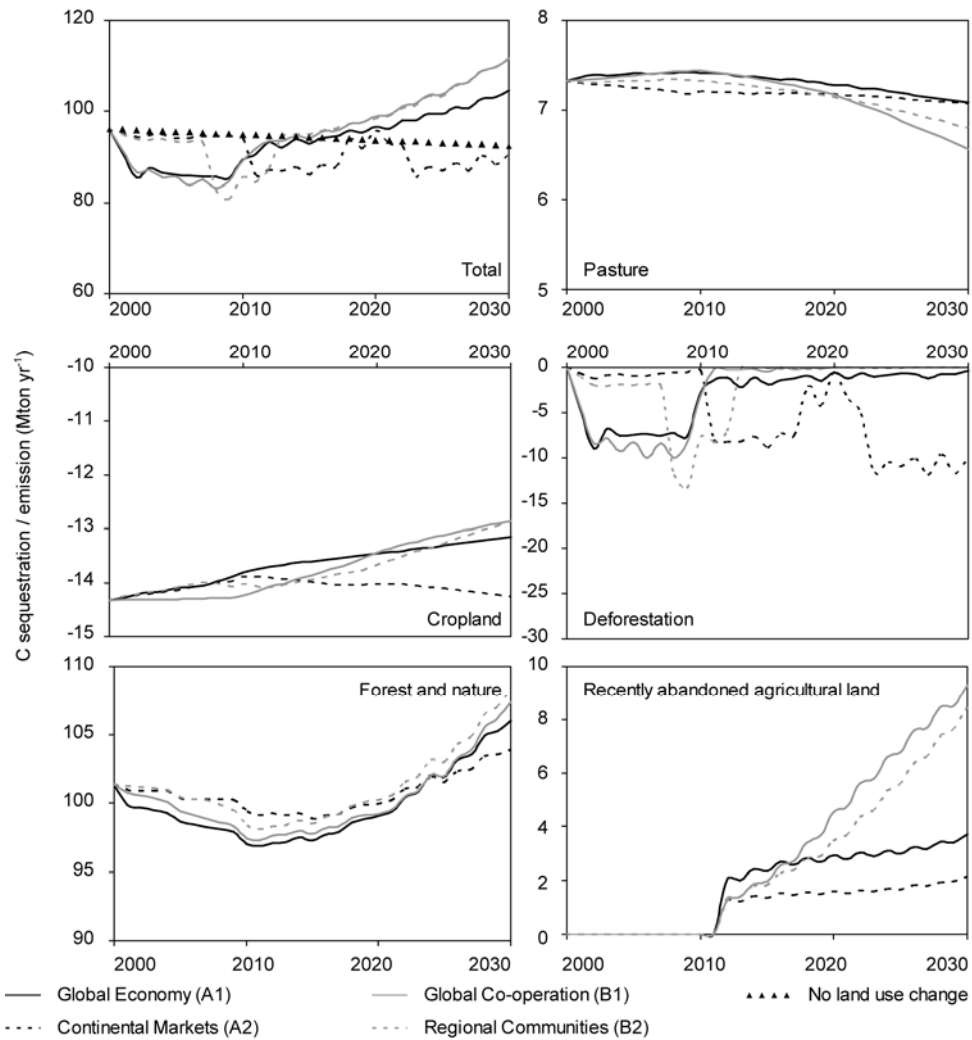 120
100
80
60
2000 2010 2020 2030
Total
8
7
6
5
2000 2010 2020 2030
Pasture
C sequestration / emission (Mton yr-1)
2000 2010 2020 2030
-10
-11
-12
-13
-14
-15
Cropland
2000 2010 2020 2030
0
-5
-10
-15
-20
-25
-30
Deforestation
110
105
100
95
90
2000 2010 2020 2030
Forest and nature
10
8
6
4
2
0
2000 2010 2020 2030
Recently abandoned agricultural land
Global Economy (A1)
Global Co-operation (B1)
No land use change
Continental Markets (A2)
Regional Communities (B2)